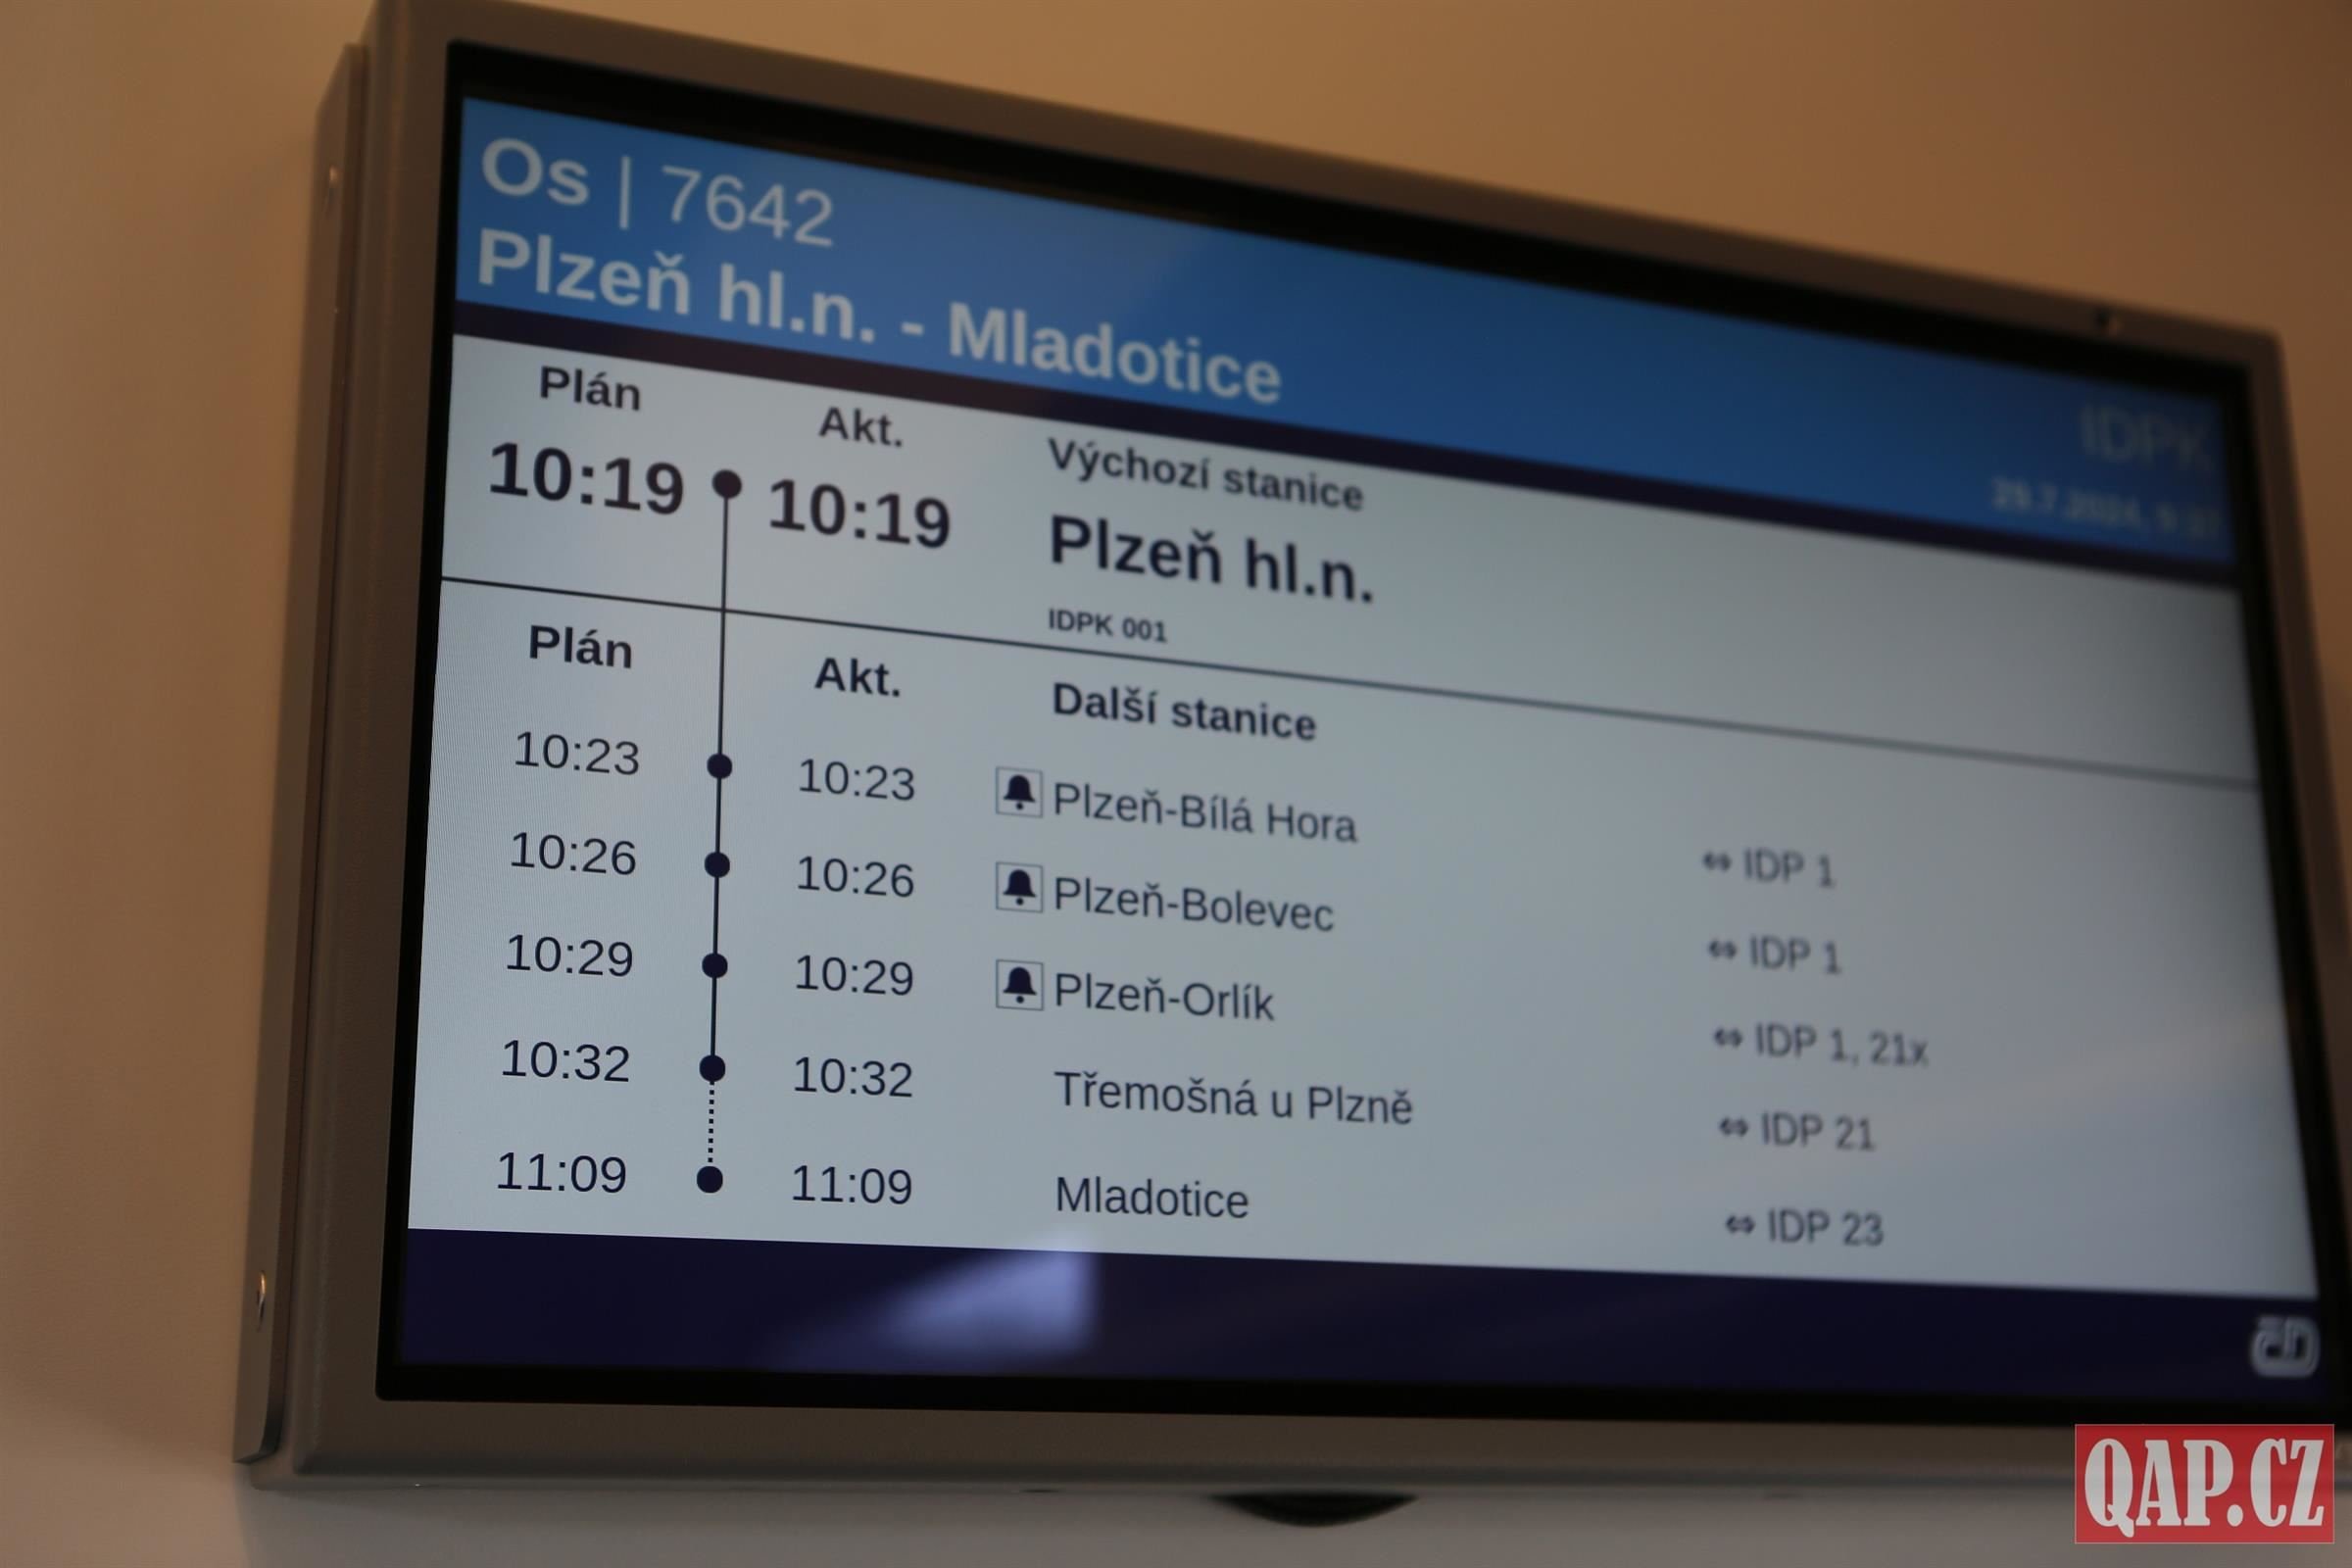 Os | 7642
Plzeň hl.n. - Mladotice
IDPK
Plán Akt. Výchozí stanice
10:19 10:19 Plzeň hl.n.
IDPK 001
Plán Akt. Další stanice
10:23 10:23 Plzeň-Bílá Hora ⇔ IDP 1
10:26 10:26 Plzeň-Bolevec ⇔ IDP 1
10:29 10:29 Plzeň-Orlík ⇔ IDP 1, 21x
10:32 10:32 Třemošná u Plzně ⇔ IDP 21
11:09 11:09 Mladotice ⇔ IDP 23
ČD
QAP.CZ